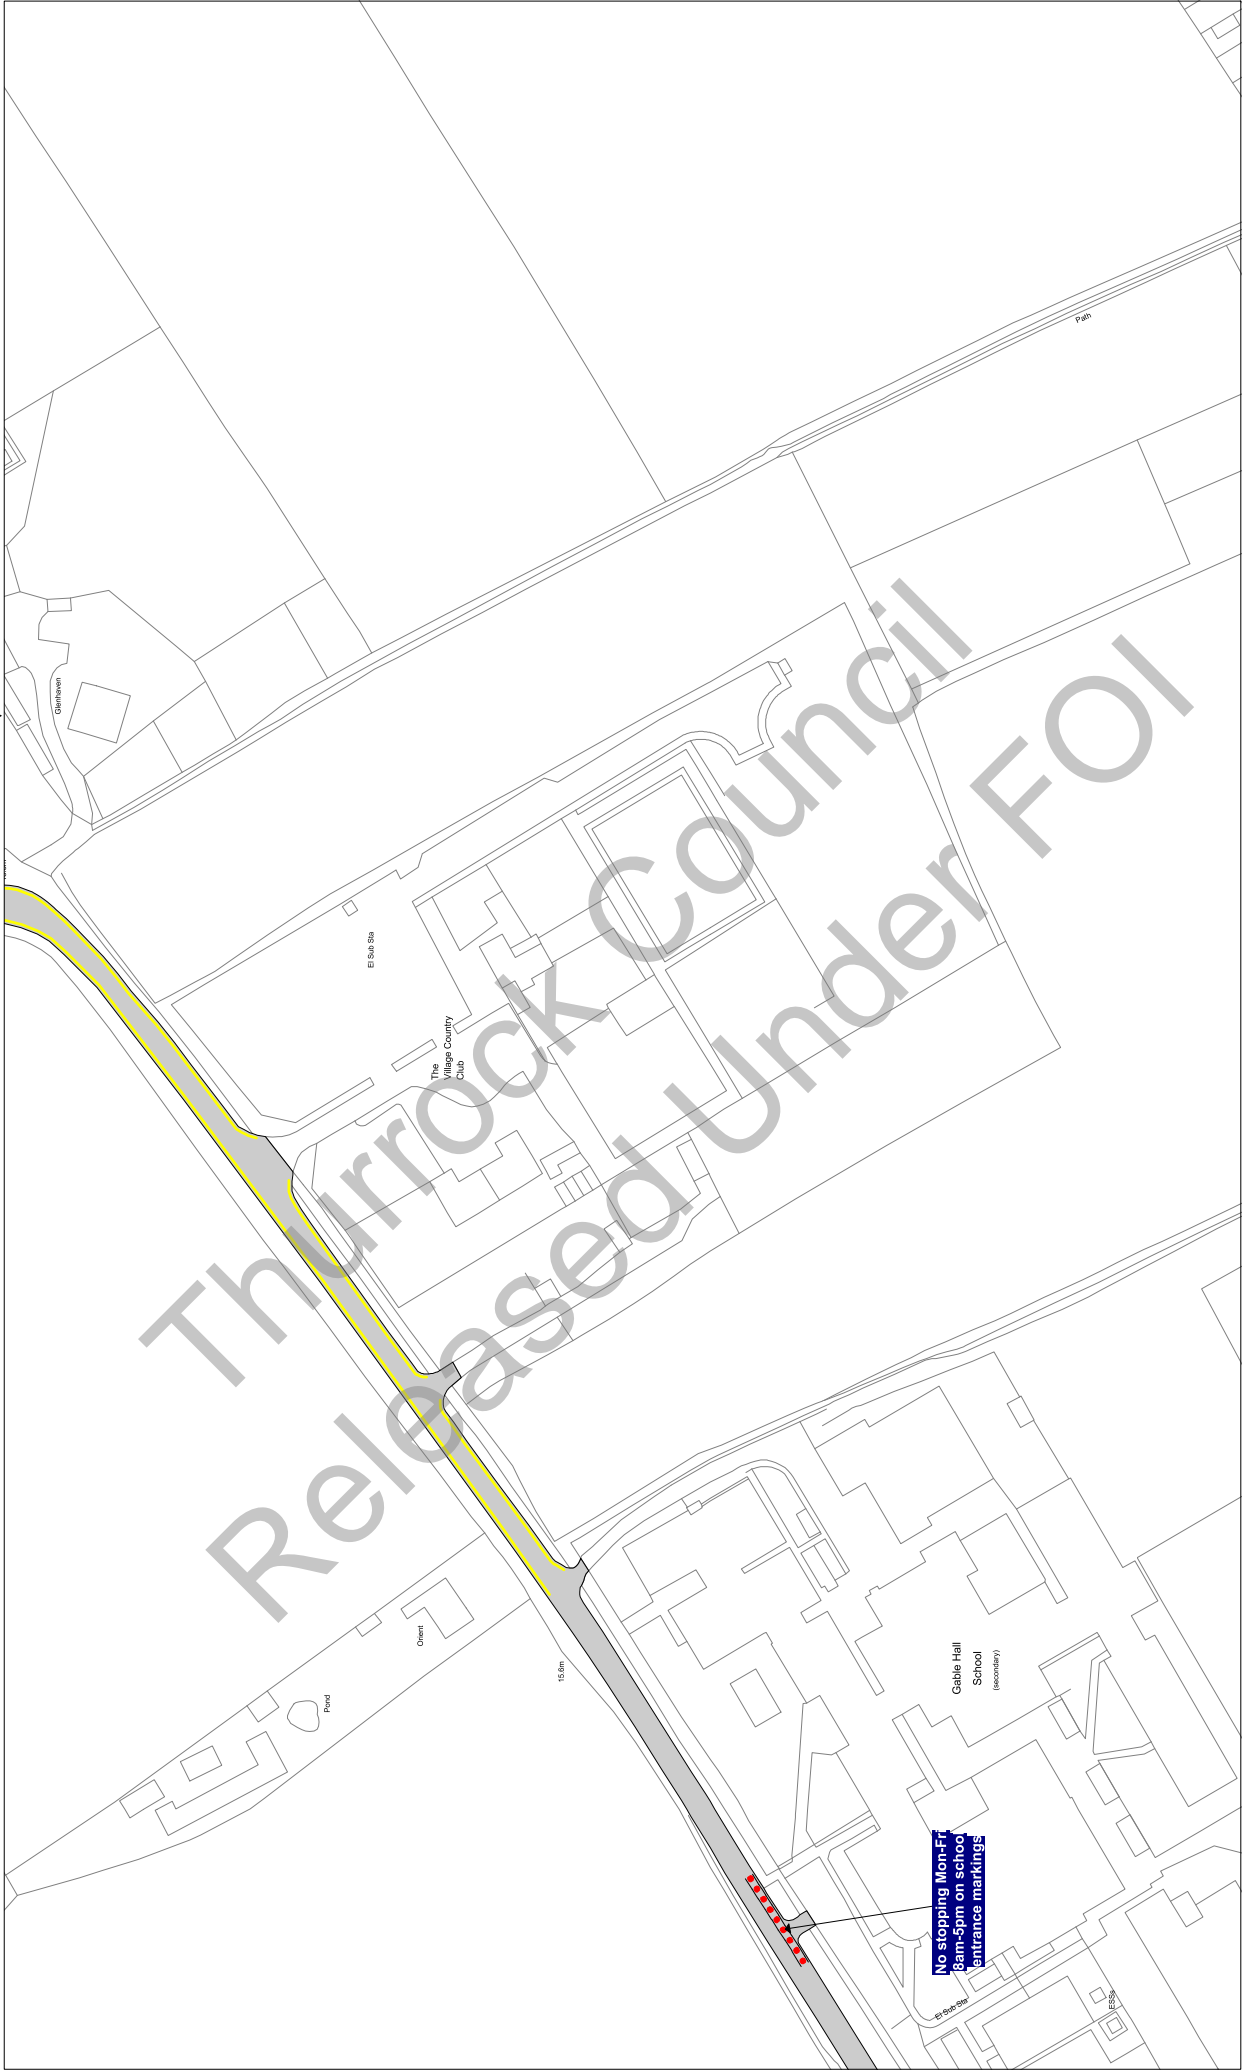 Path
Glenhaven
El Sub Sta
The
Village Country
Club
Thurrock Council
Released Under FOI
Orient
Pond
15.6m
Gable Hall
School
(secondary)
No stopping Mon-Fri
8am-5pm on school
entrance markings
El Sub Sta
ESSs